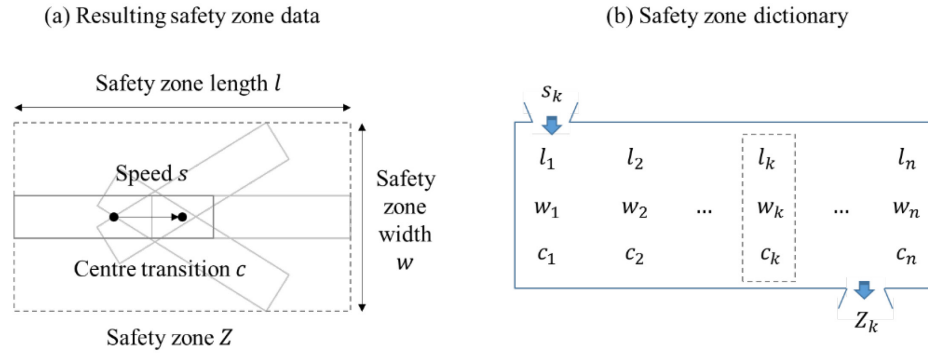 (a) Resulting safety zone data
Safety zone length l
Speed s
Centre transition c
Safety
zone
width
w
Safety zone Z
(b) Safety zone dictionary
s_k
l_1 l_2 l_k l_n
w_1 w_2 ... w_k ... w_n
c_1 c_2 c_k c_n
Z_k